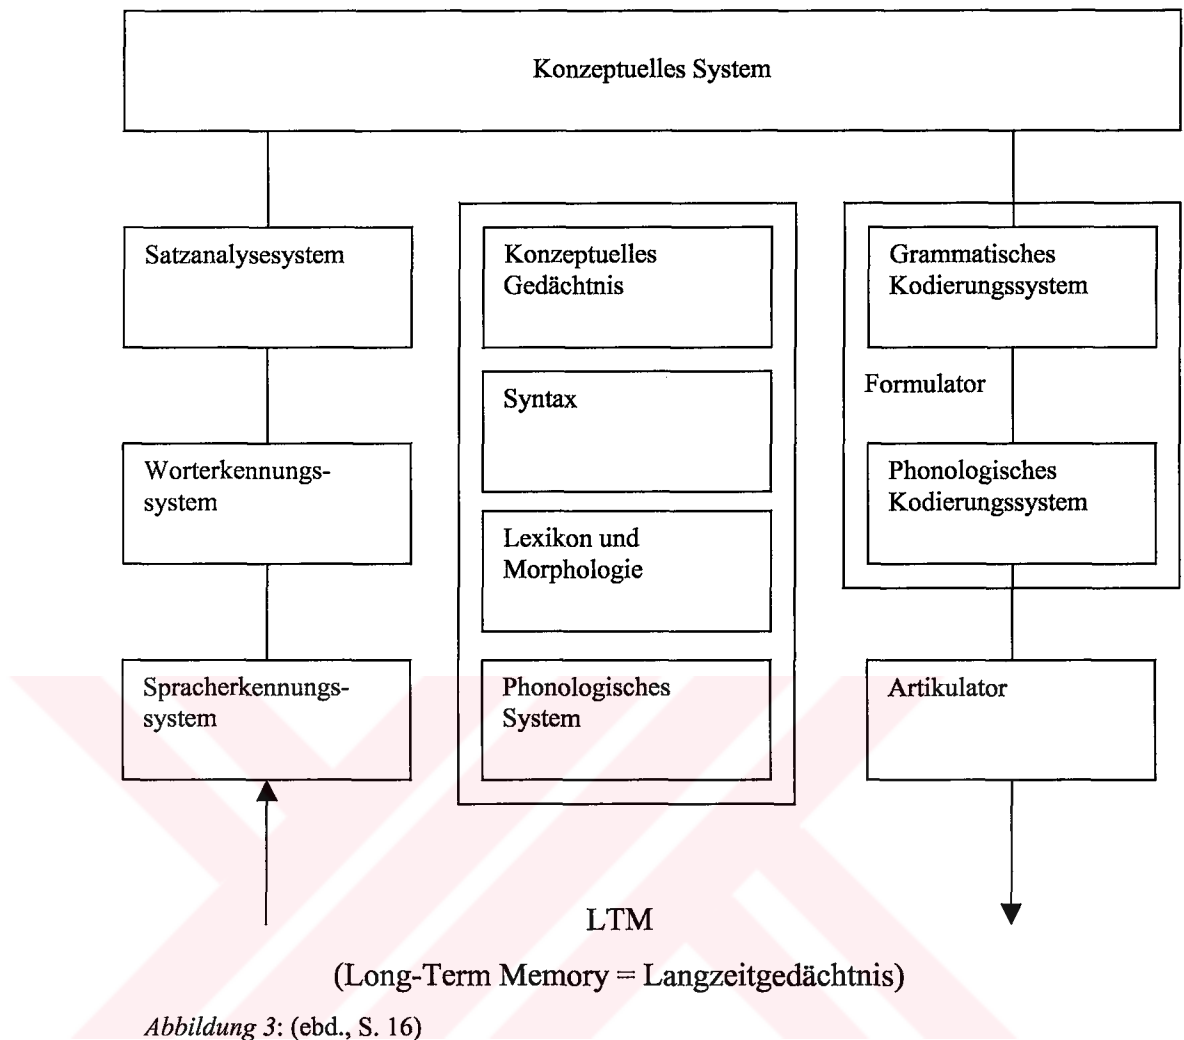 Konzeptuelles System
Satzanalysesystem
Worterkennungs-
system
Spracherkennungs-
system
Konzeptuelles
Gedächtnis
Syntax
Lexikon und
Morphologie
Phonologisches
System
Grammatisches
Kodierungssystem
Formulator
Phonologisches
Kodierungssystem
Artikulator
LTM
(Long-Term Memory = Langzeitgedächtnis)
Abbildung 3: (ebd., S. 16)